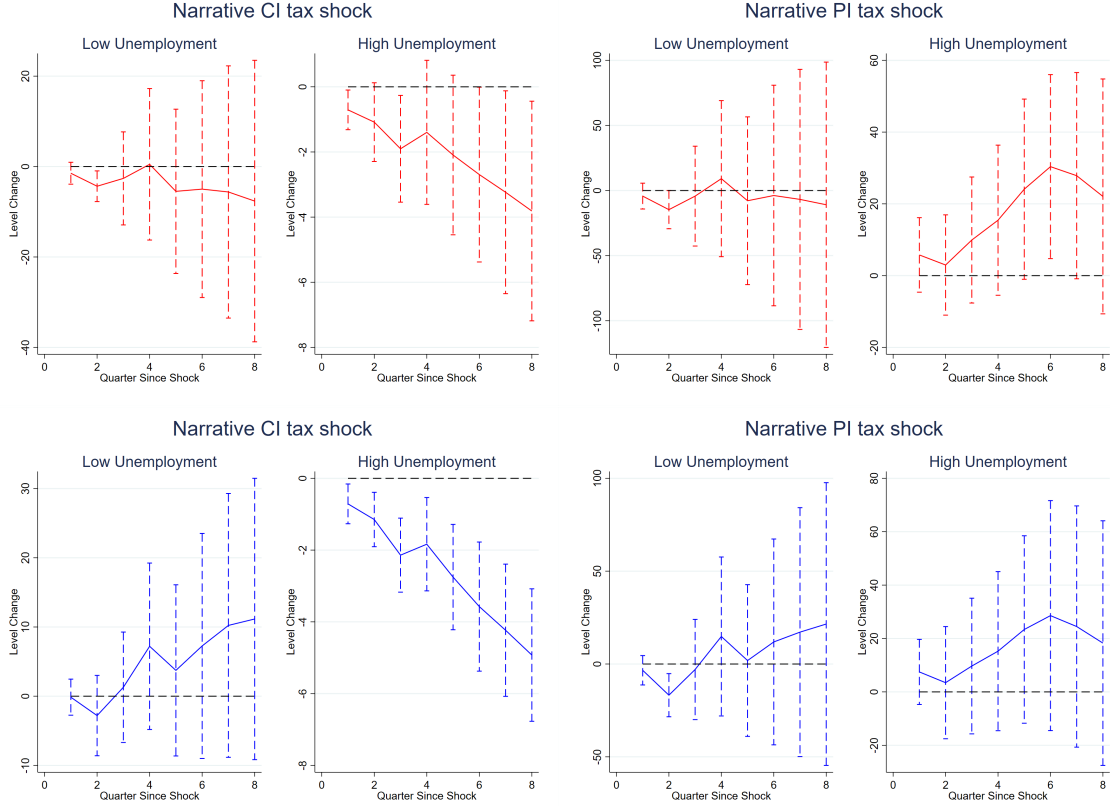 Narrative CI tax shock
Low Unemployment
Level Change
20
0
-20
-40
0 2 4 6 8
Quarter Since Shock
High Unemployment
Level Change
0
-2
-4
-6
-8
0 2 4 6 8
Quarter Since Shock
Narrative PI tax shock
Low Unemployment
Level Change
100
50
0
-50
-100
0 2 4 6 8
Quarter Since Shock
High Unemployment
Level Change
60
40
20
0
-20
0 2 4 6 8
Quarter Since Shock
Narrative CI tax shock
Low Unemployment
Level Change
30
20
10
0
-10
0 2 4 6 8
Quarter Since Shock
High Unemployment
Level Change
0
-2
-4
-6
-8
0 2 4 6 8
Quarter Since Shock
Narrative PI tax shock
Low Unemployment
Level Change
100
50
0
-50
0 2 4 6 8
Quarter Since Shock
High Unemployment
Level Change
80
60
40
20
0
-20
0 2 4 6 8
Quarter Since Shock